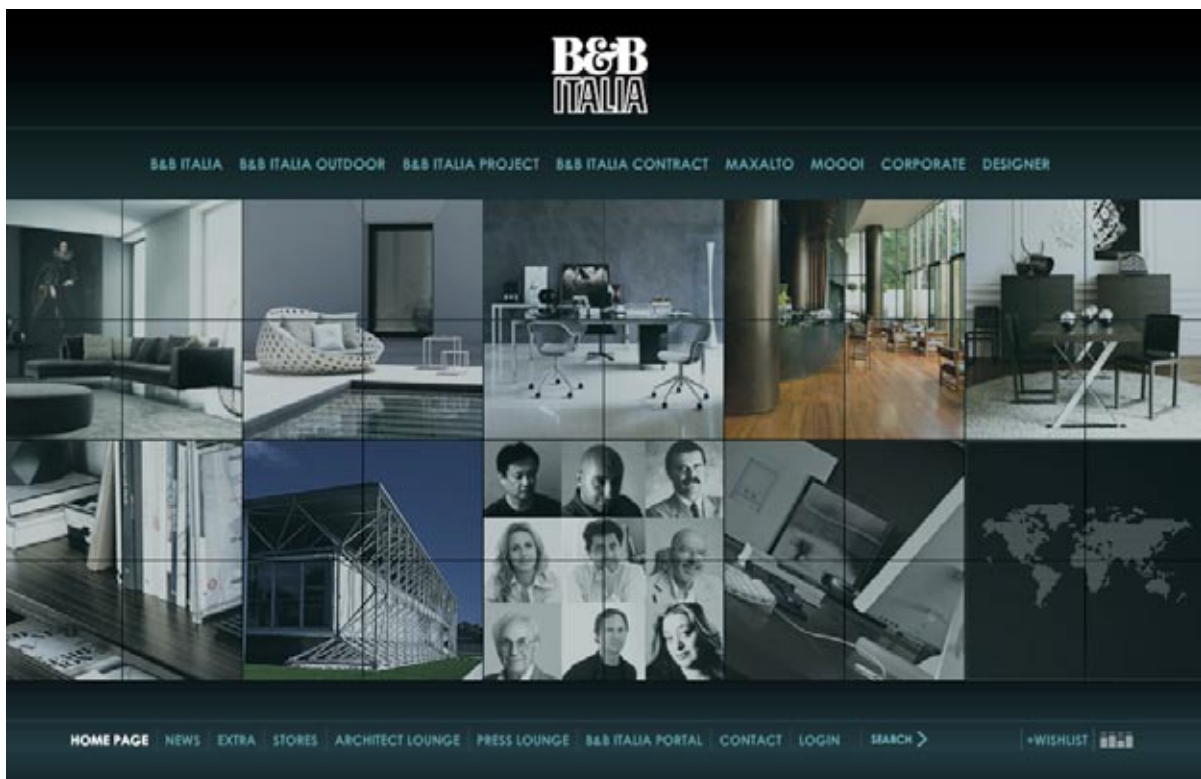 B&B
ITALIA
B&B ITALIA B&B ITALIA OUTDOOR B&B ITALIA PROJECT B&B ITALIA CONTRACT MAXALTO MOOOI CORPORATE DESIGNER
HOME PAGE NEWS EXTRA STORES ARCHITECT LOUNGE PRESS LOUNGE B&B ITALIA PORTAL CONTACT LOGIN SEARCH +WISHLIST